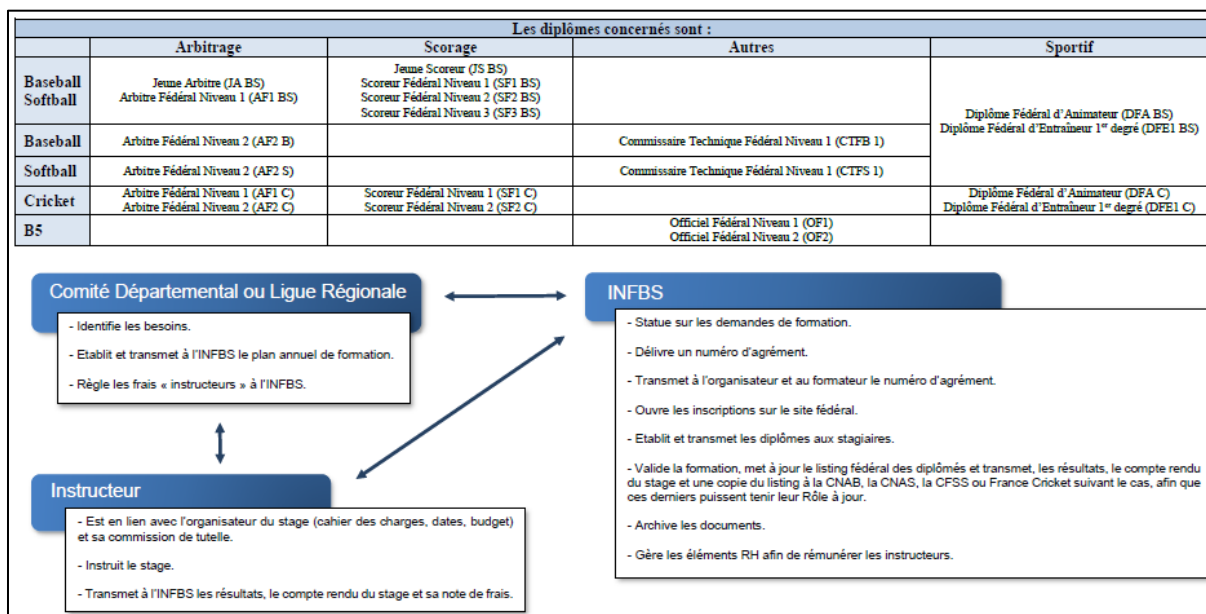 Les diplômes concernés sont :
Arbitrage Scorage Autres Sportif
Baseball
Softball
Jeune Arbitre (JA BS)
Arbitre Fédéral Niveau 1 (AF1 BS)
Jeune Scoreur (JS BS)
Scoreur Fédéral Niveau 1 (SF1 BS)
Scoreur Fédéral Niveau 2 (SF2 BS)
Scoreur Fédéral Niveau 3 (SF3 BS)
Diplôme Fédéral d'Animateur (DFA BS)
Diplôme Fédéral d'Entraîneur 1er degré (DFE1 BS)
Baseball Arbitre Fédéral Niveau 2 (AF2 B) Commissaire Technique Fédéral Niveau 1 (CTFB 1)
Softball Arbitre Fédéral Niveau 2 (AF2 S) Commissaire Technique Fédéral Niveau 1 (CTFS 1)
Cricket
Arbitre Fédéral Niveau 1 (AF1 C)
Arbitre Fédéral Niveau 2 (AF2 C)
Scoreur Fédéral Niveau 1 (SF1 C)
Scoreur Fédéral Niveau 2 (SF2 C)
Diplôme Fédéral d'Animateur (DFA C)
Diplôme Fédéral d'Entraîneur 1er degré (DFE1 C)
B5
Officiel Fédéral Niveau 1 (OF1)
Officiel Fédéral Niveau 2 (OF2)
Comité Départemental ou Ligue Régionale
- Identifie les besoins.
- Etablit et transmet à l'INFBS le plan annuel de formation.
- Règle les frais « instructeurs » à l'INFBS.
INFBS
- Statue sur les demandes de formation.
- Délivre un numéro d'agrément.
- Transmet à l'organisateur et au formateur le numéro d'agrément.
- Ouvre les inscriptions sur le site fédéral.
- Etablit et transmet les diplômes aux stagiaires.
- Valide la formation, met à jour le listing fédéral des diplômés et transmet, les résultats, le compte rendu
du stage et une copie du listing à la CNAB, la CNAS, la CFSS ou France Cricket suivant le cas, afin que
ces derniers puissent tenir leur Rôle à jour.
- Archive les documents.
- Gère les éléments RH afin de rémunérer les instructeurs.
Instructeur
- Est en lien avec l'organisateur du stage (cahier des charges, dates, budget)
et sa commission de tutelle.
- Instruit le stage.
- Transmet à l'INFBS les résultats, le compte rendu du stage et sa note de frais.